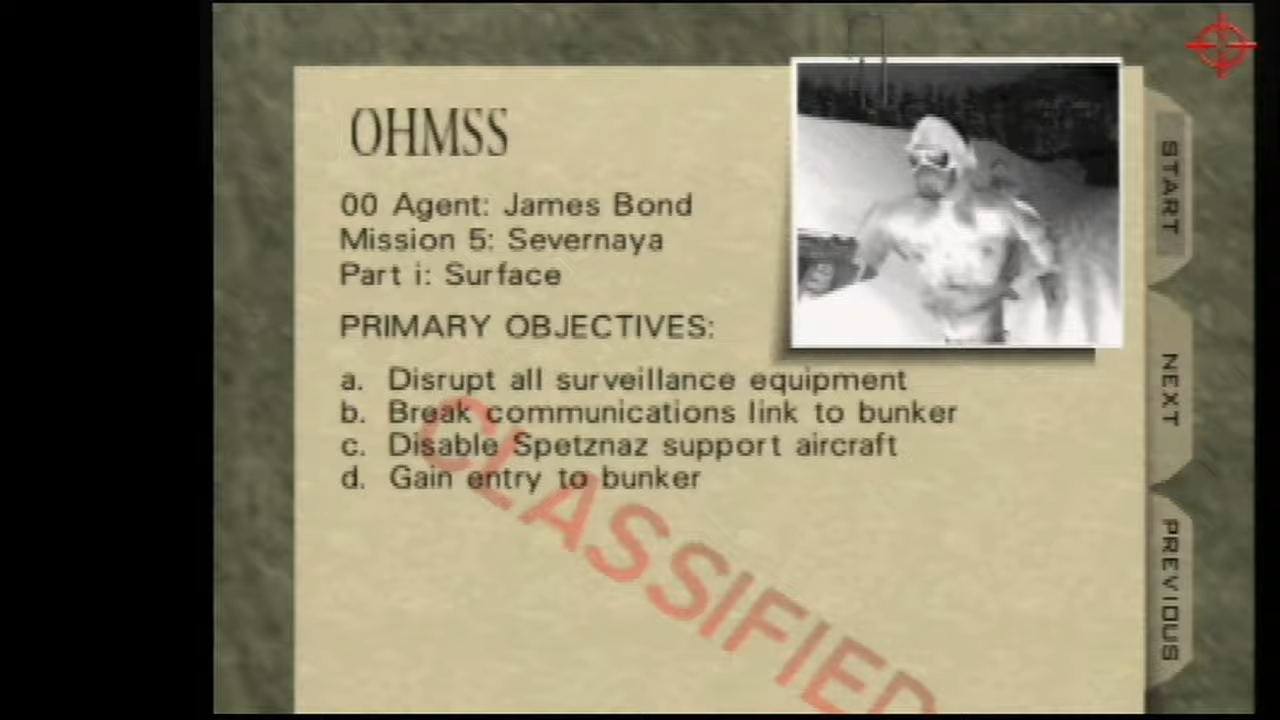 OHMSS
00 Agent: James Bond
Mission 5: Severnaya
Part i: Surface
PRIMARY OBJECTIVES:
a. Disrupt all surveillance equipment
b. Break communications link to bunker
c. Disable Spetznaz support aircraft
d. Gain entry to bunker
CLASSIFIED
START
NEXT
PREVIOUS